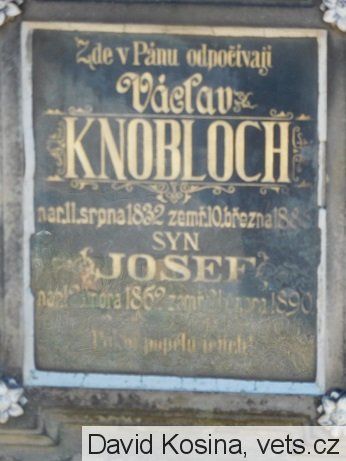 Zde v Pánu odpočívají
Václav
KNOBLOCH
nar. 11. srpna 1832 zemř. 10. března
SYN
JOSEF
února 1862 zemř. 1890
popelu jejich!
David Kosina, vets.cz